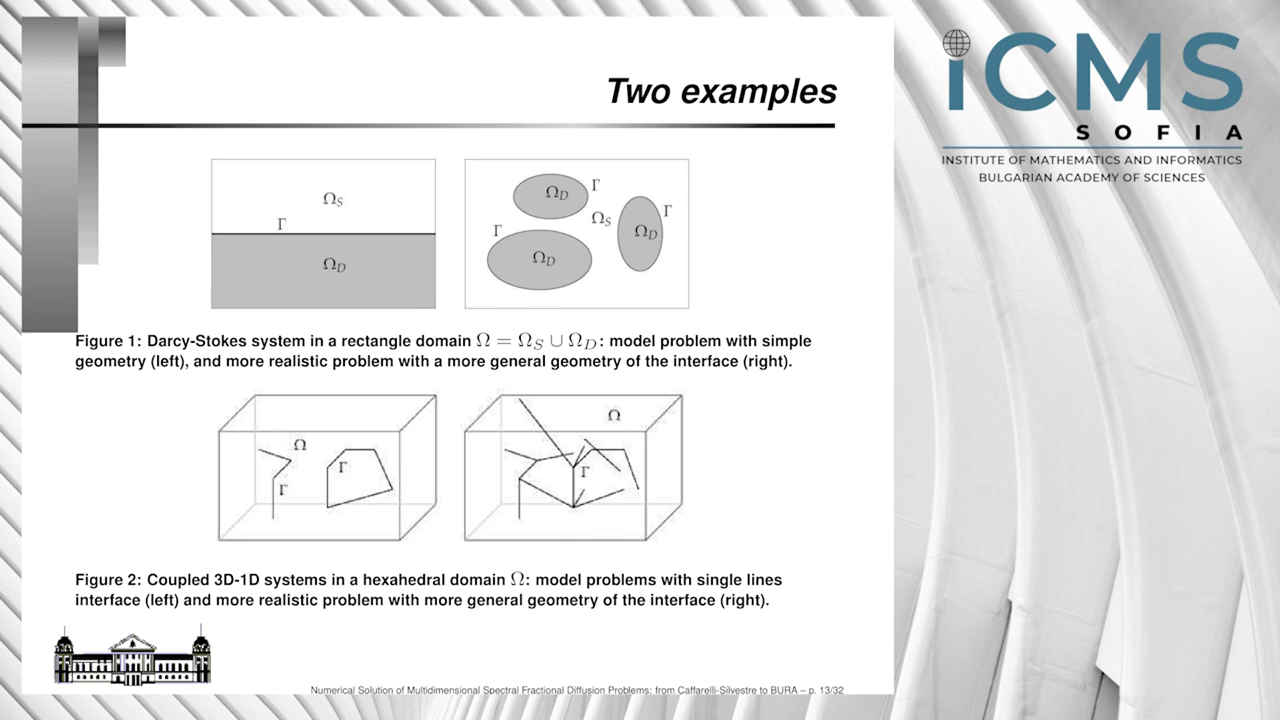 Two examples
Ω_S
Γ
Ω_D
Ω_D
Γ
Ω_S
Γ
Γ
Ω_D
Ω_D
Figure 1: Darcy-Stokes system in a rectangle domain Ω = Ω_S ∪ Ω_D: model problem with simple
geometry (left), and more realistic problem with a more general geometry of the interface (right).
Ω
Γ
Γ
Ω
Γ
Figure 2: Coupled 3D-1D systems in a hexahedral domain Ω: model problems with single lines
interface (left) and more realistic problem with more general geometry of the interface (right).
Numerical Solution of Multidimensional Spectral Fractional Diffusion Problems: from Caffarelli-Silvestre to BURA – p. 13/32
iCMS
SOFIA
INSTITUTE OF MATHEMATICS AND INFORMATICS
BULGARIAN ACADEMY OF SCIENCES